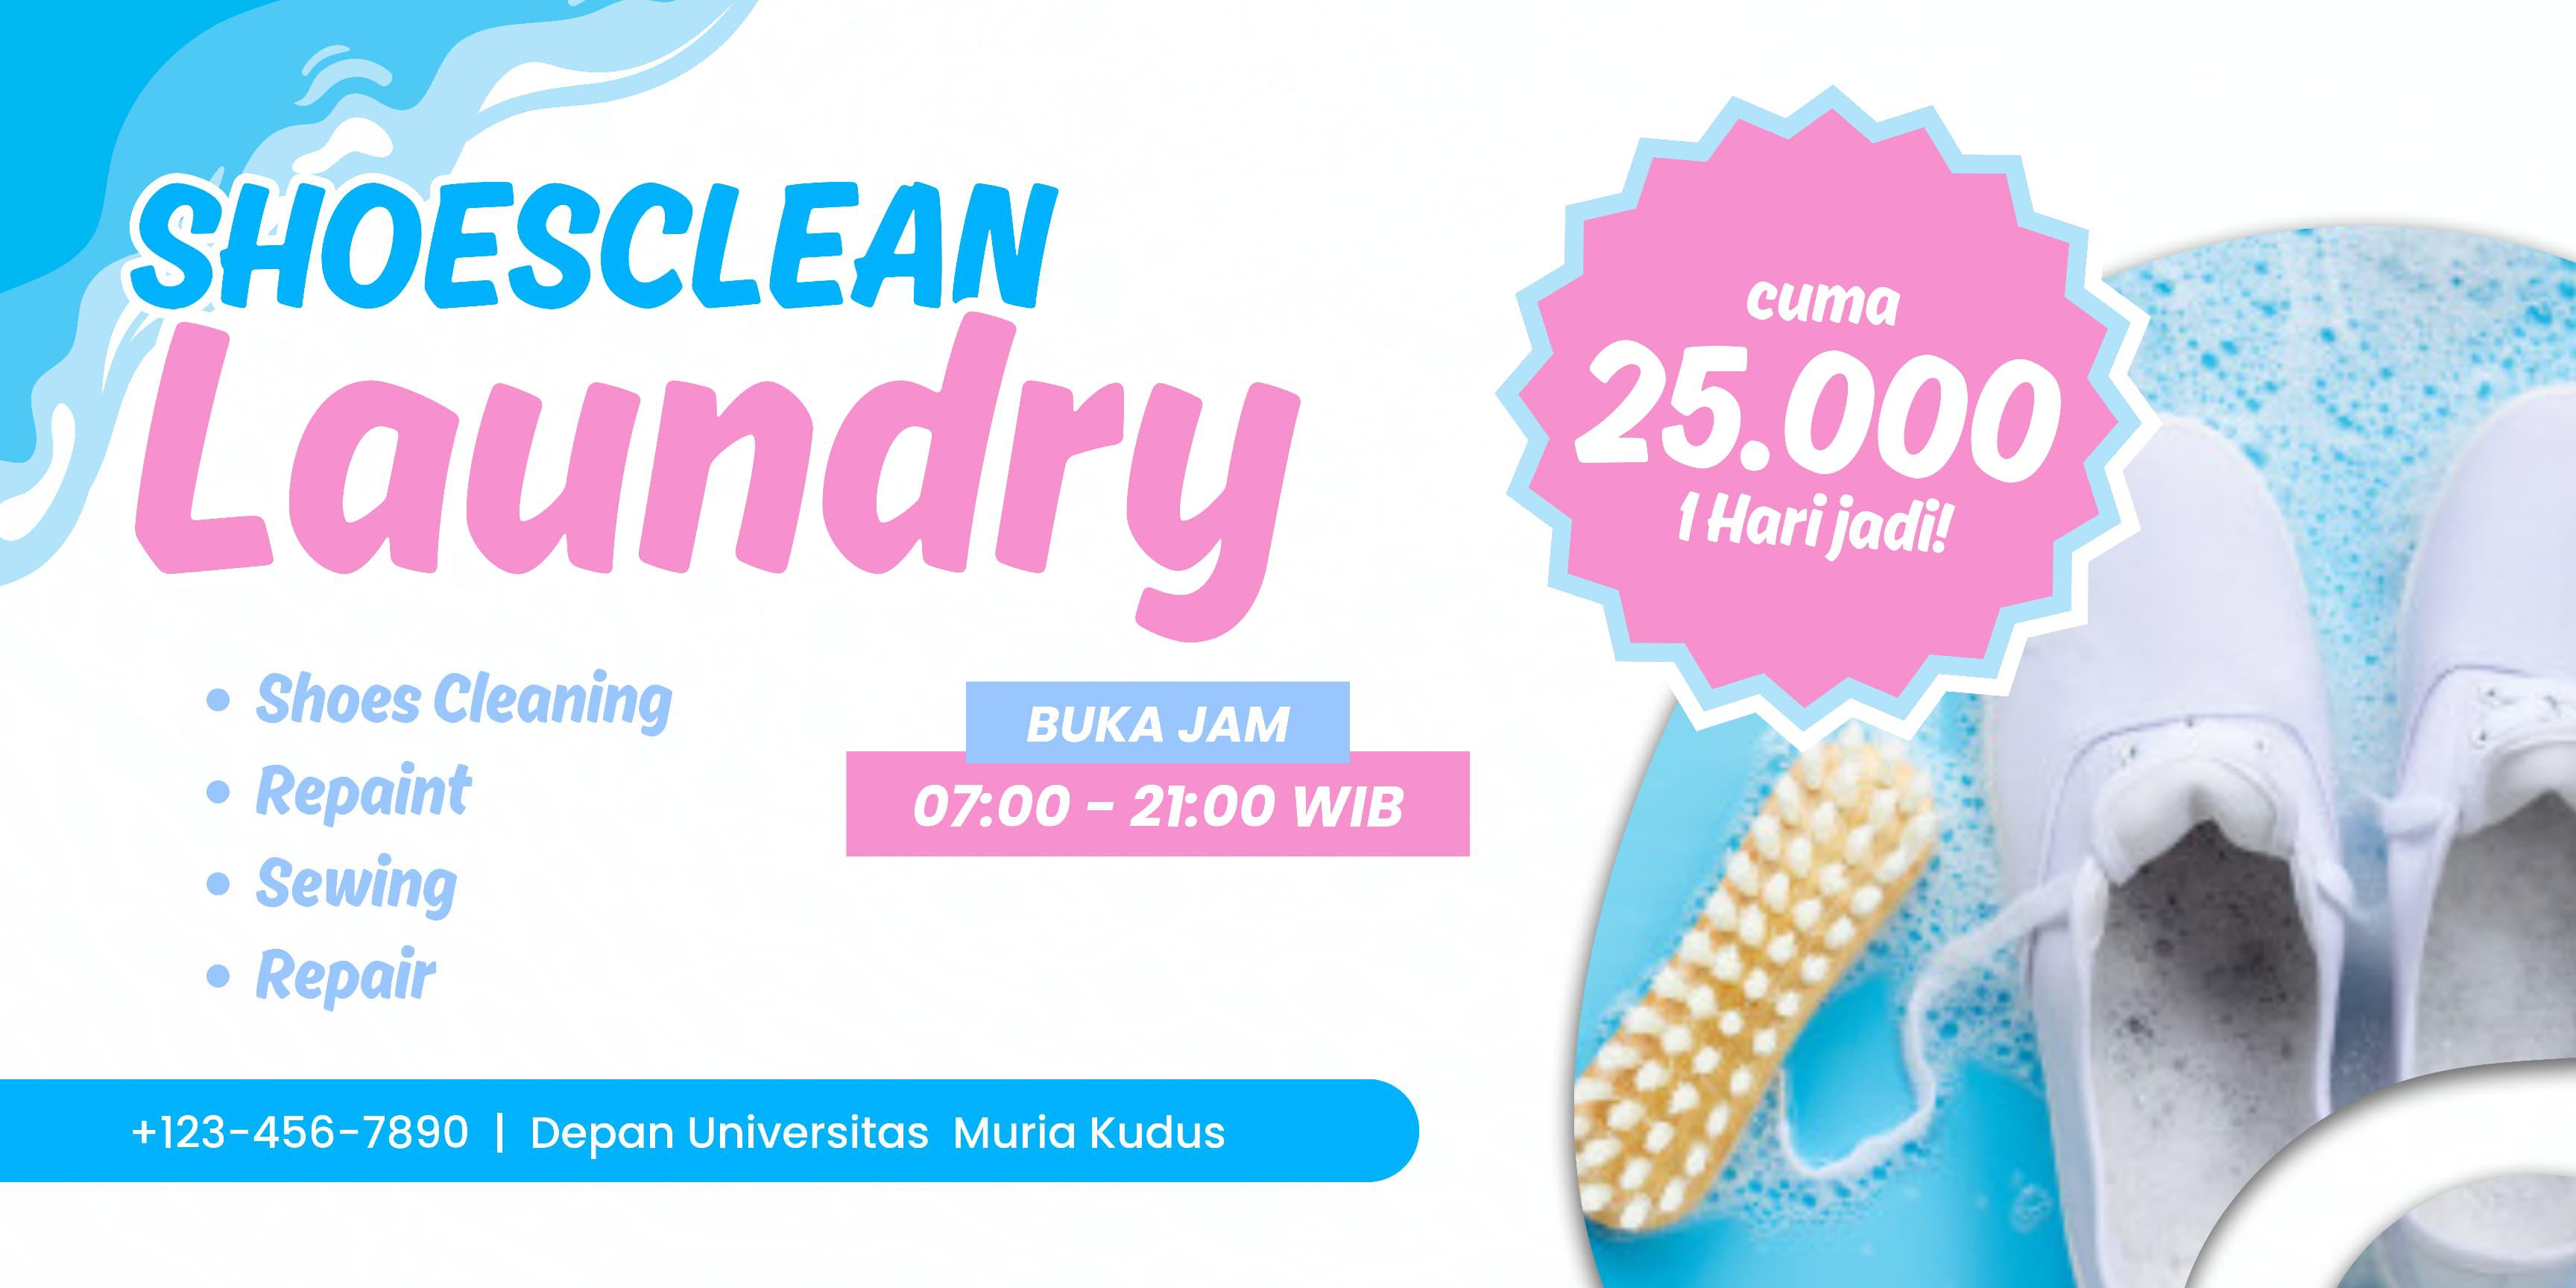 SHOESCLEAN
Laundry
cuma
25.000
1 Hari jadi!
• Shoes Cleaning
• Repaint
• Sewing
• Repair
BUKA JAM
07:00 - 21:00 WIB
+123-456-7890 | Depan Universitas Muria Kudus